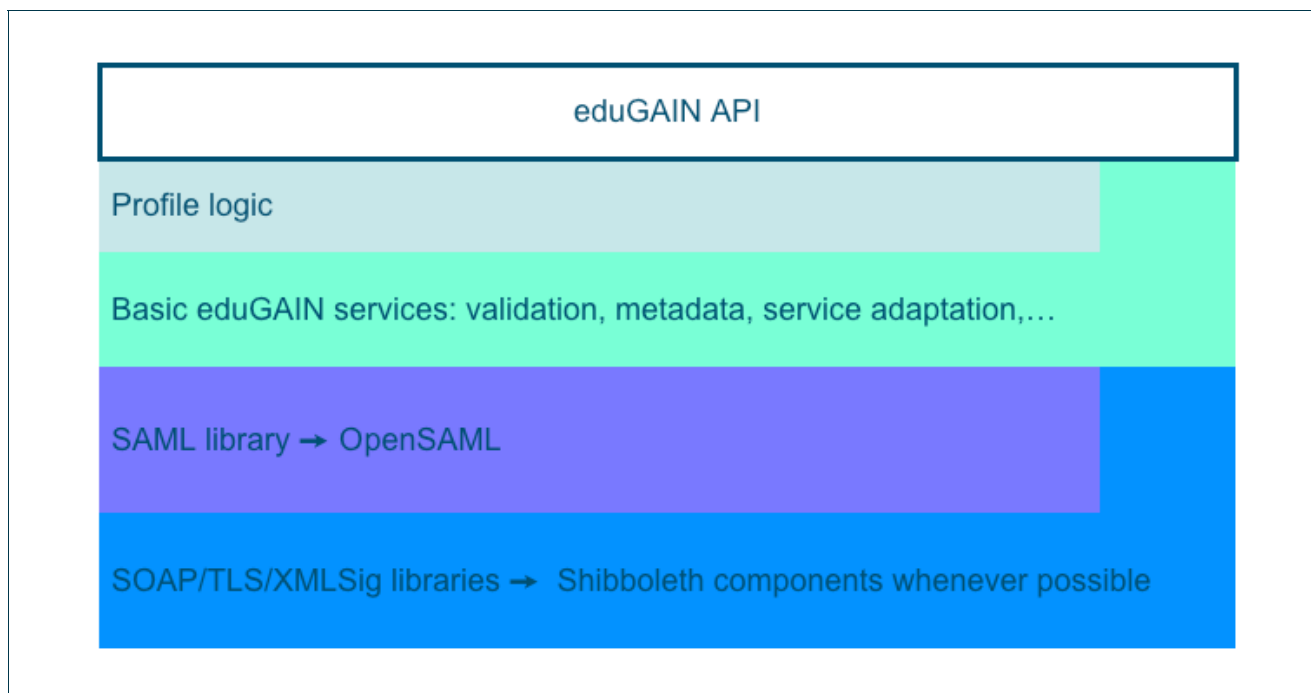 eduGAIN API
Profile logic
Basic eduGAIN services: validation, metadata, service adaptation,…
SAML library → OpenSAML
SOAP/TLS/XMLSig libraries → Shibboleth components whenever possible